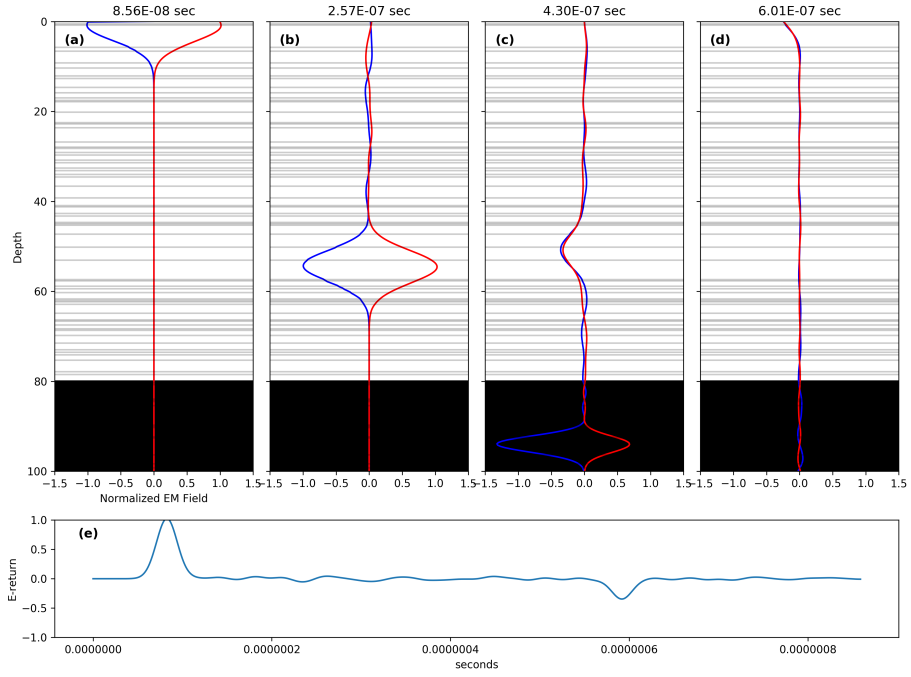 8.56E-08 sec 2.57E-07 sec 4.30E-07 sec 6.01E-07 sec
(a) (b) (c) (d)
0
20
40
60
80
100
Depth
−1.5 −1.0 −0.5 0.0 0.5 1.0 1.5 −1.5 −1.0 −0.5 0.0 0.5 1.0 1.5 −1.5 −1.0 −0.5 0.0 0.5 1.0 1.5 −1.5 −1.0 −0.5 0.0 0.5 1.0 1.5
Normalized EM Field
(e)
1.0
0.5
0.0
−0.5
−1.0
E-return
0.0000000 0.0000002 0.0000004 0.0000006 0.0000008
seconds